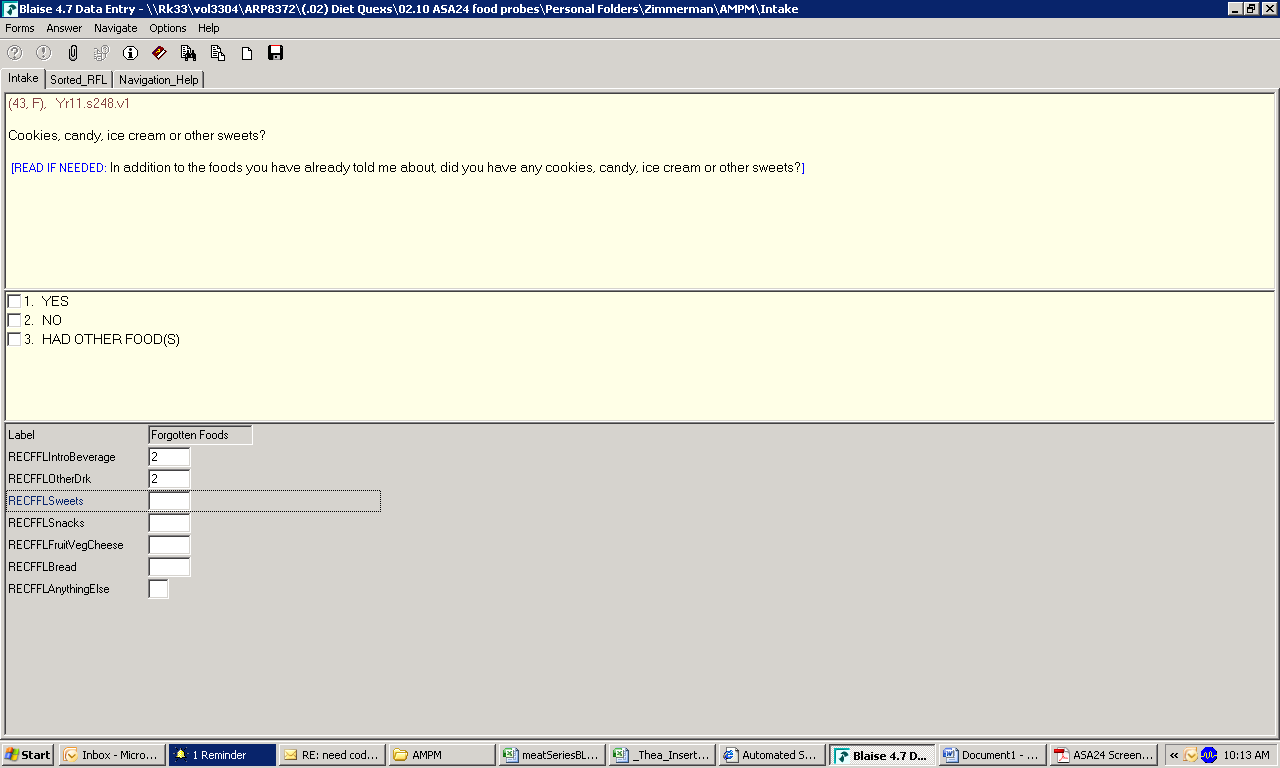 Blaise 4.7 Data Entry - \\Rk33\vol3304\ARP8372\(.02) Diet Quexs\02.10 ASA24 food probes\Personal Folders\Zimmerman\AMPM\Intake
Forms Answer Navigate Options Help
Intake Sorted_RFL Navigation_Help
(43, F), Yr11.s248.v1
Cookies, candy, ice cream or other sweets?
[READ IF NEEDED: In addition to the foods you have already told me about, did you have any cookies, candy, ice cream or other sweets?]
1. YES
2. NO
3. HAD OTHER FOOD(S)
Label Forgotten Foods
RECFFLIntroBeverage 2
RECFFLOtherDrk 2
RECFFLSweets
RECFFLSnacks
RECFFLFruitVegCheese
RECFFLBread
RECFFLAnythingElse
Start Inbox - Micro... 1 Reminder RE: need cod... AMPM meatSeriesBL... _Thea_Insert... Automated S... Blaise 4.7 D... Document1 - ... ASA24 Screen... « 10:13 AM